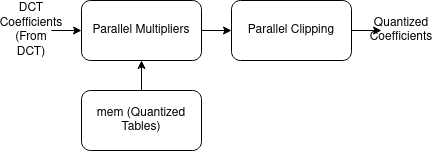 DCT
Coefficients
(From
DCT)
Parallel Multipliers
Parallel Clipping
Quantized
Coefficients
mem (Quantized
Tables)